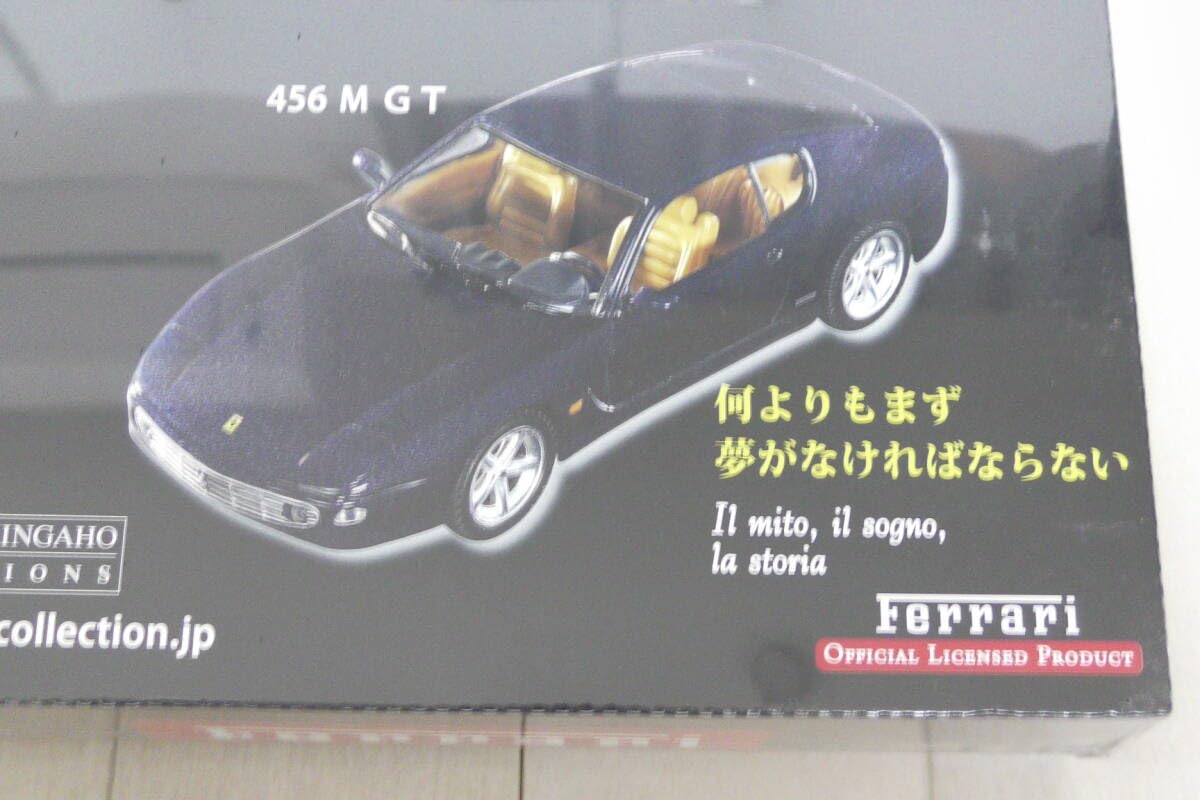 456 M GT
何よりもまず
夢がなければならない
Il mito, il sogno,
la storia
INGAHO
IONS
collection.jp
Ferrari
OFFICIAL LICENSED PRODUCT